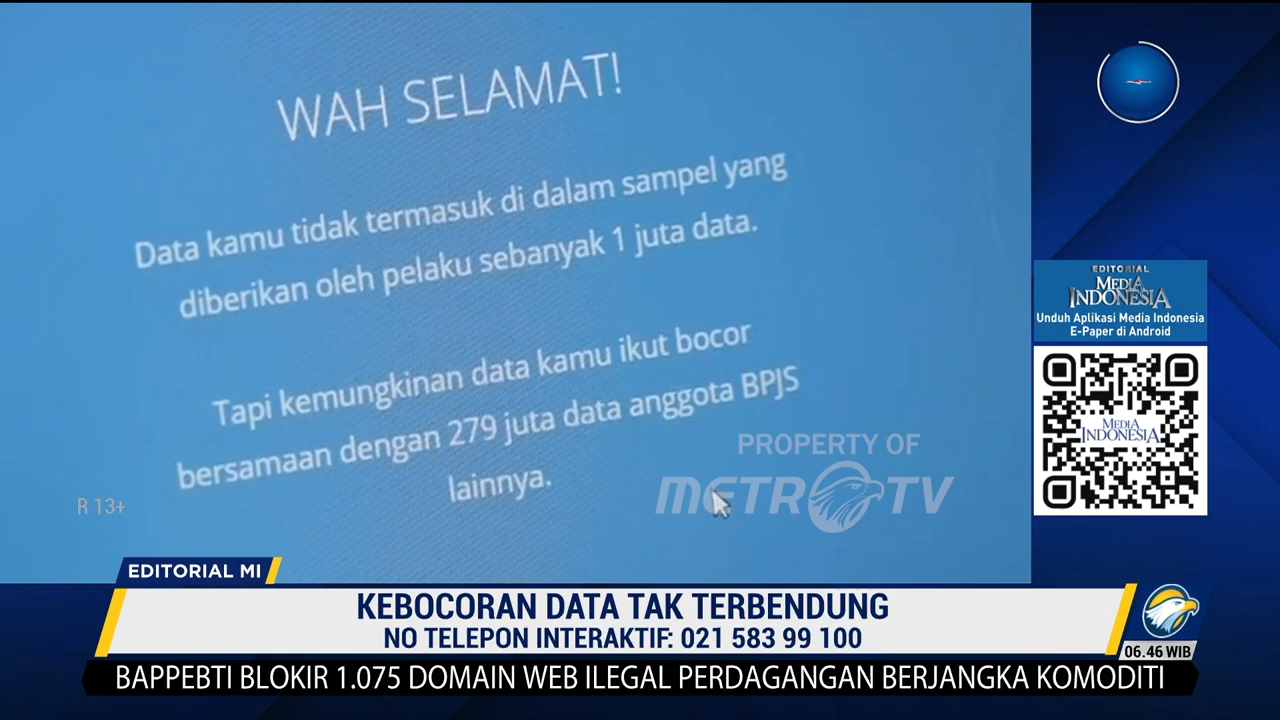 WAH SELAMAT!
Data kamu tidak termasuk di dalam sampel yang
diberikan oleh pelaku sebanyak 1 juta data.
Tapi kemungkinan data kamu ikut bocor
bersamaan dengan 279 juta data anggota BPJS
lainnya.
PROPERTY OF
METRO TV
R 13+
EDITORIAL
MEDIA
INDONESIA
Unduh Aplikasi Media Indonesia
E-Paper di Android
MEDIA
INDONESIA
EDITORIAL MI
KEBOCORAN DATA TAK TERBENDUNG
NO TELEPON INTERAKTIF: 021 583 99 100
06.46 WIB
BAPPEBTI BLOKIR 1.075 DOMAIN WEB ILEGAL PERDAGANGAN BERJANGKA KOMODITI